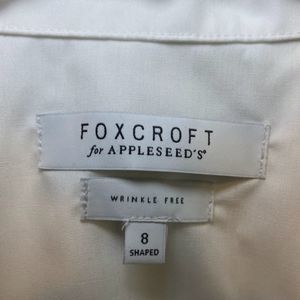 FOXCROFT
for APPLESEED'S®
WRINKLE FREE
8
SHAPED